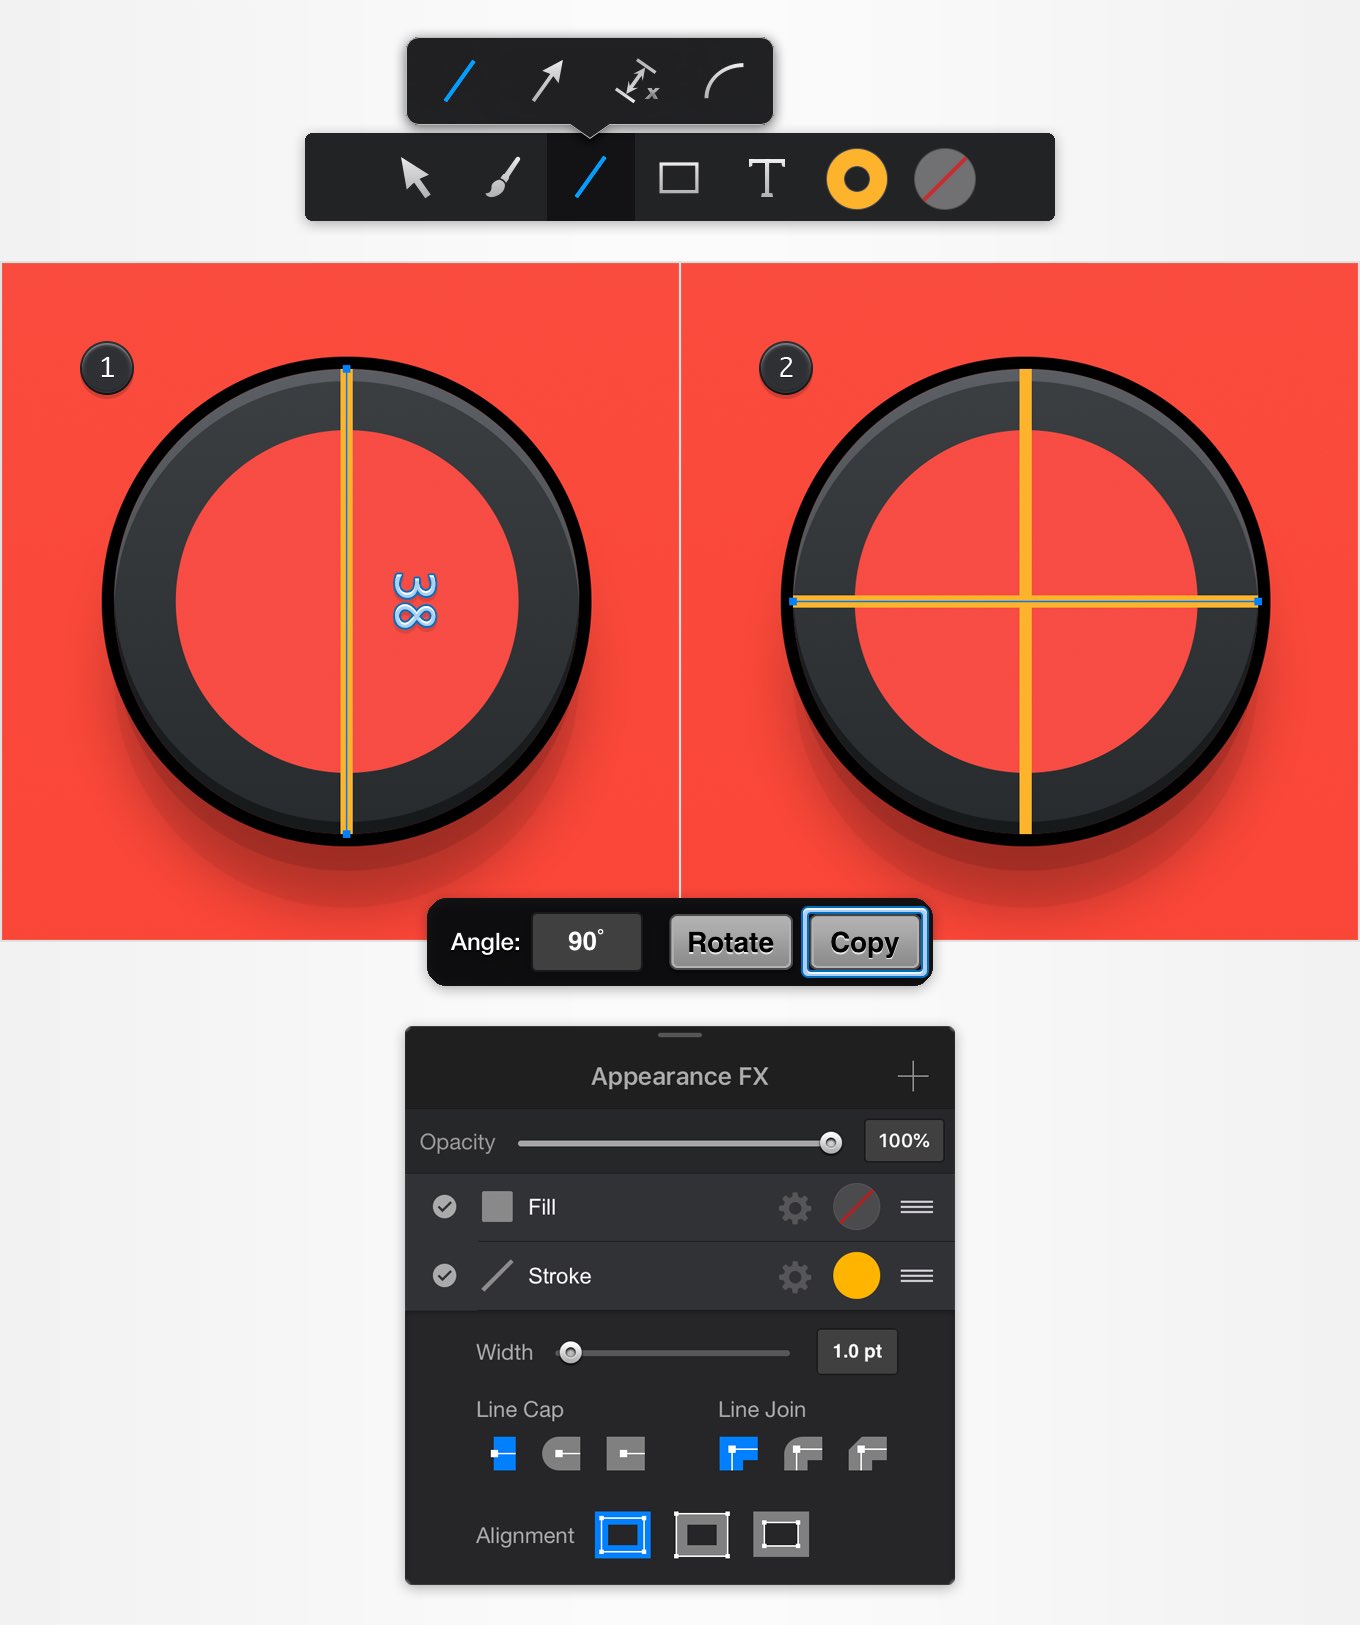 x
T
1
2
38
Angle: 90° Rotate Copy
Appearance FX
Opacity 100%
Fill
Stroke
Width 1.0 pt
Line Cap Line Join
Alignment